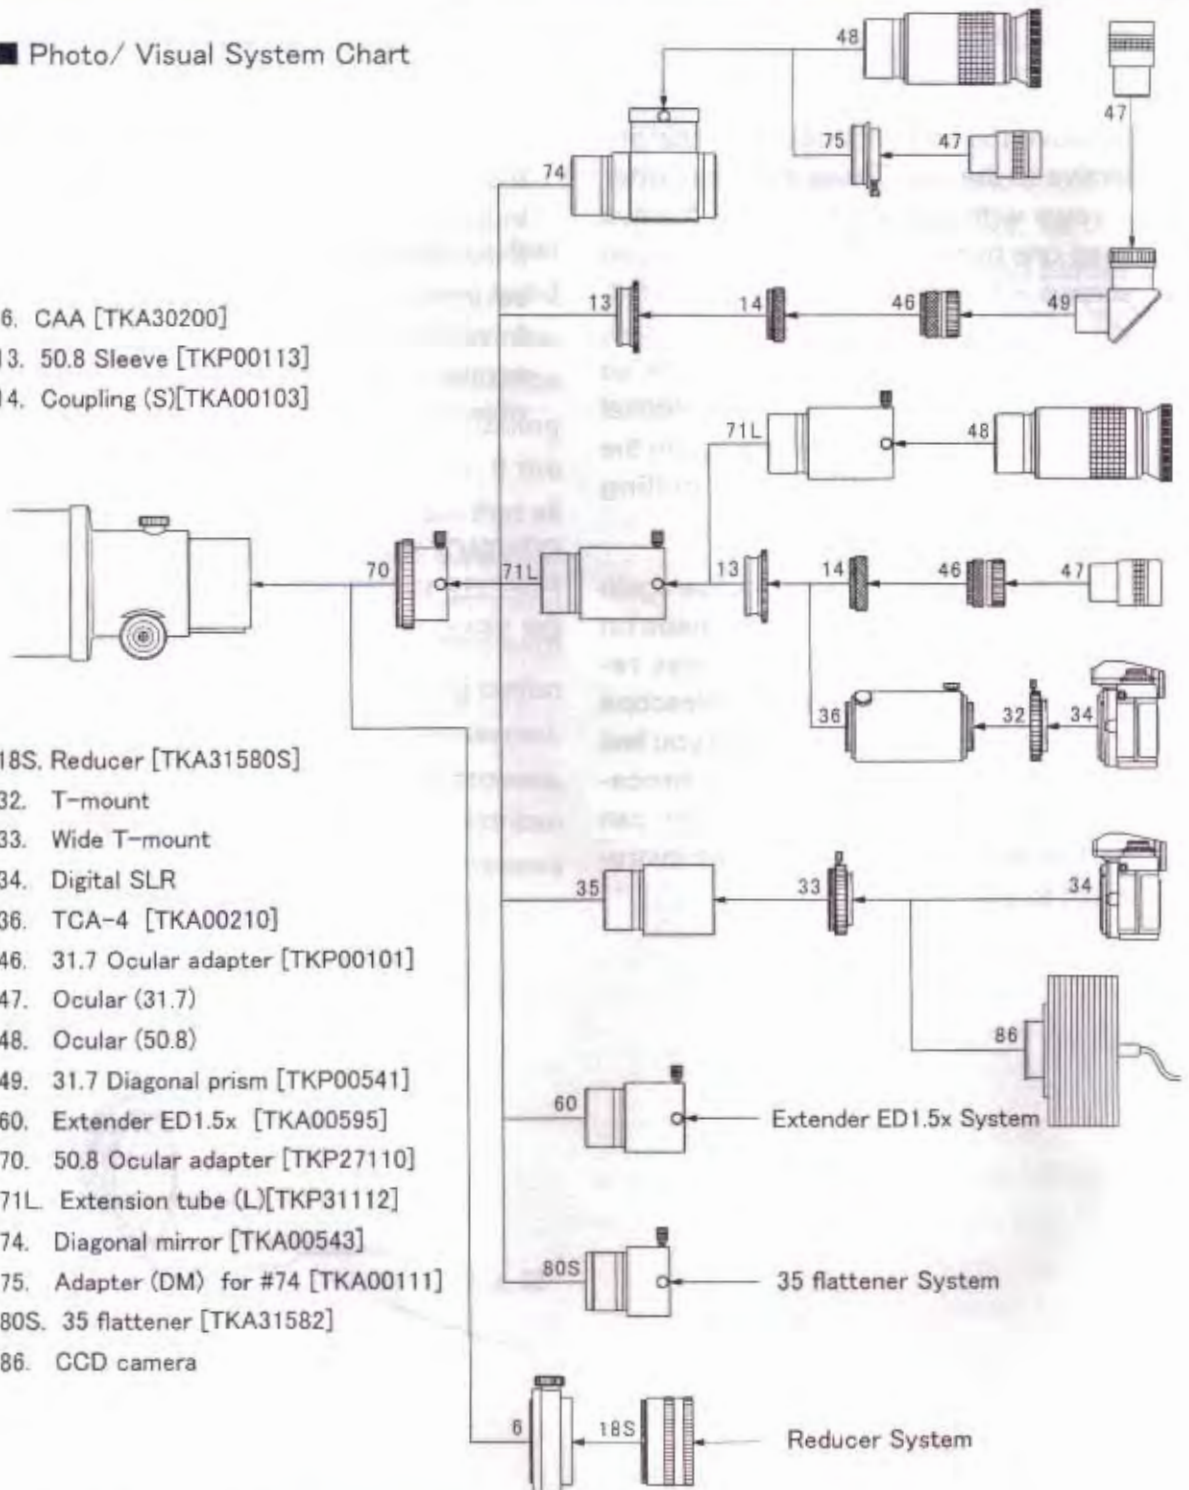 ■ Photo/ Visual System Chart
48
47
75
47
74
13
14
46
49
6. CAA [TKA30200]
13. 50.8 Sleeve [TKP00113]
14. Coupling (S)[TKA00103]
71L
48
70
71L
13
14
46
47
36
32
34
18S. Reducer [TKA31580S]
32. T-mount
33. Wide T-mount
34. Digital SLR
36. TCA-4 [TKA00210]
46. 31.7 Ocular adapter [TKP00101]
47. Ocular (31.7)
48. Ocular (50.8)
49. 31.7 Diagonal prism [TKP00541]
60. Extender ED1.5x [TKA00595]
70. 50.8 Ocular adapter [TKP27110]
71L. Extension tube (L)[TKP31112]
74. Diagonal mirror [TKA00543]
75. Adapter (DM) for #74 [TKA00111]
80S. 35 flattener [TKA31582]
86. CCD camera
35
33
34
86
60
Extender ED1.5x System
80S
35 flattener System
6
18S
Reducer System